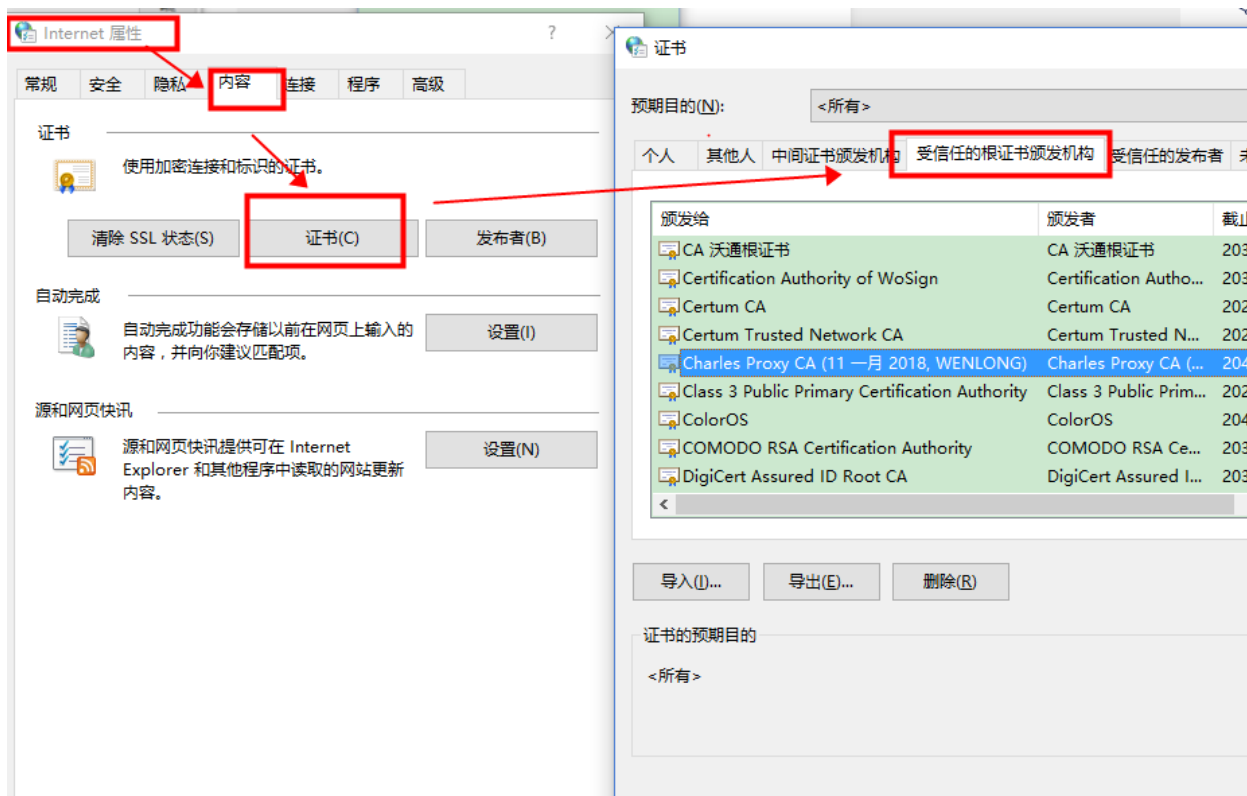 Internet 属性
?
常规
安全
隐私
内容
连接
程序
高级
证书
使用加密连接和标识的证书。
清除 SSL 状态(S)
证书(C)
发布者(B)
自动完成
自动完成功能会存储以前在网页上输入的
内容，并向你建议匹配项。
设置(I)
源和网页快讯
源和网页快讯提供可在 Internet
Explorer 和其他程序中读取的网站更新
内容。
设置(N)
证书
预期目的(N):
<所有>
个人
其他人
中间证书颁发机构
受信任的根证书颁发机构
受信任的发布者
颁发给
颁发者
截止
CA 沃通根证书
CA 沃通根证书
203
Certification Authority of WoSign
Certification Autho...
203
Certum CA
Certum CA
202
Certum Trusted Network CA
Certum Trusted N...
202
Charles Proxy CA (11 一月 2018, WENLONG)
Charles Proxy CA (...
204
Class 3 Public Primary Certification Authority
Class 3 Public Prim...
202
ColorOS
ColorOS
204
COMODO RSA Certification Authority
COMODO RSA Ce...
203
DigiCert Assured ID Root CA
DigiCert Assured I...
203
导入(I)...
导出(E)...
删除(R)
证书的预期目的
<所有>